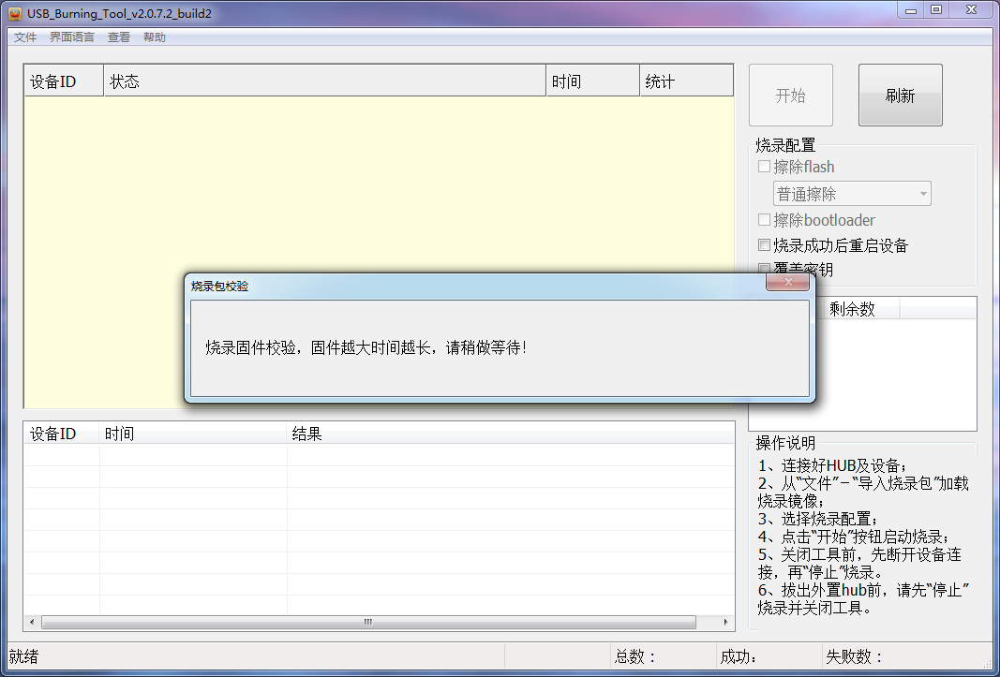 USB_Burning_Tool_v2.0.7.2_build2
文件 界面语言 查看 帮助
设备ID 状态 时间 统计
开始 刷新
烧录配置
擦除flash
普通擦除
擦除bootloader
烧录成功后重启设备
覆盖密钥
烧录包校验
烧录固件校验，固件越大时间越长，请稍做等待!
剩余数
设备ID 时间 结果
操作说明
1、连接好HUB及设备；
2、从“文件”－“导入烧录包”加载
烧录镜像；
3、选择烧录配置；
4、点击“开始”按钮启动烧录；
5、关闭工具前，先断开设备连
接，再“停止”烧录。
6、拔出外置hub前，请先“停止”
烧录并关闭工具。
就绪 总数： 成功： 失败数：